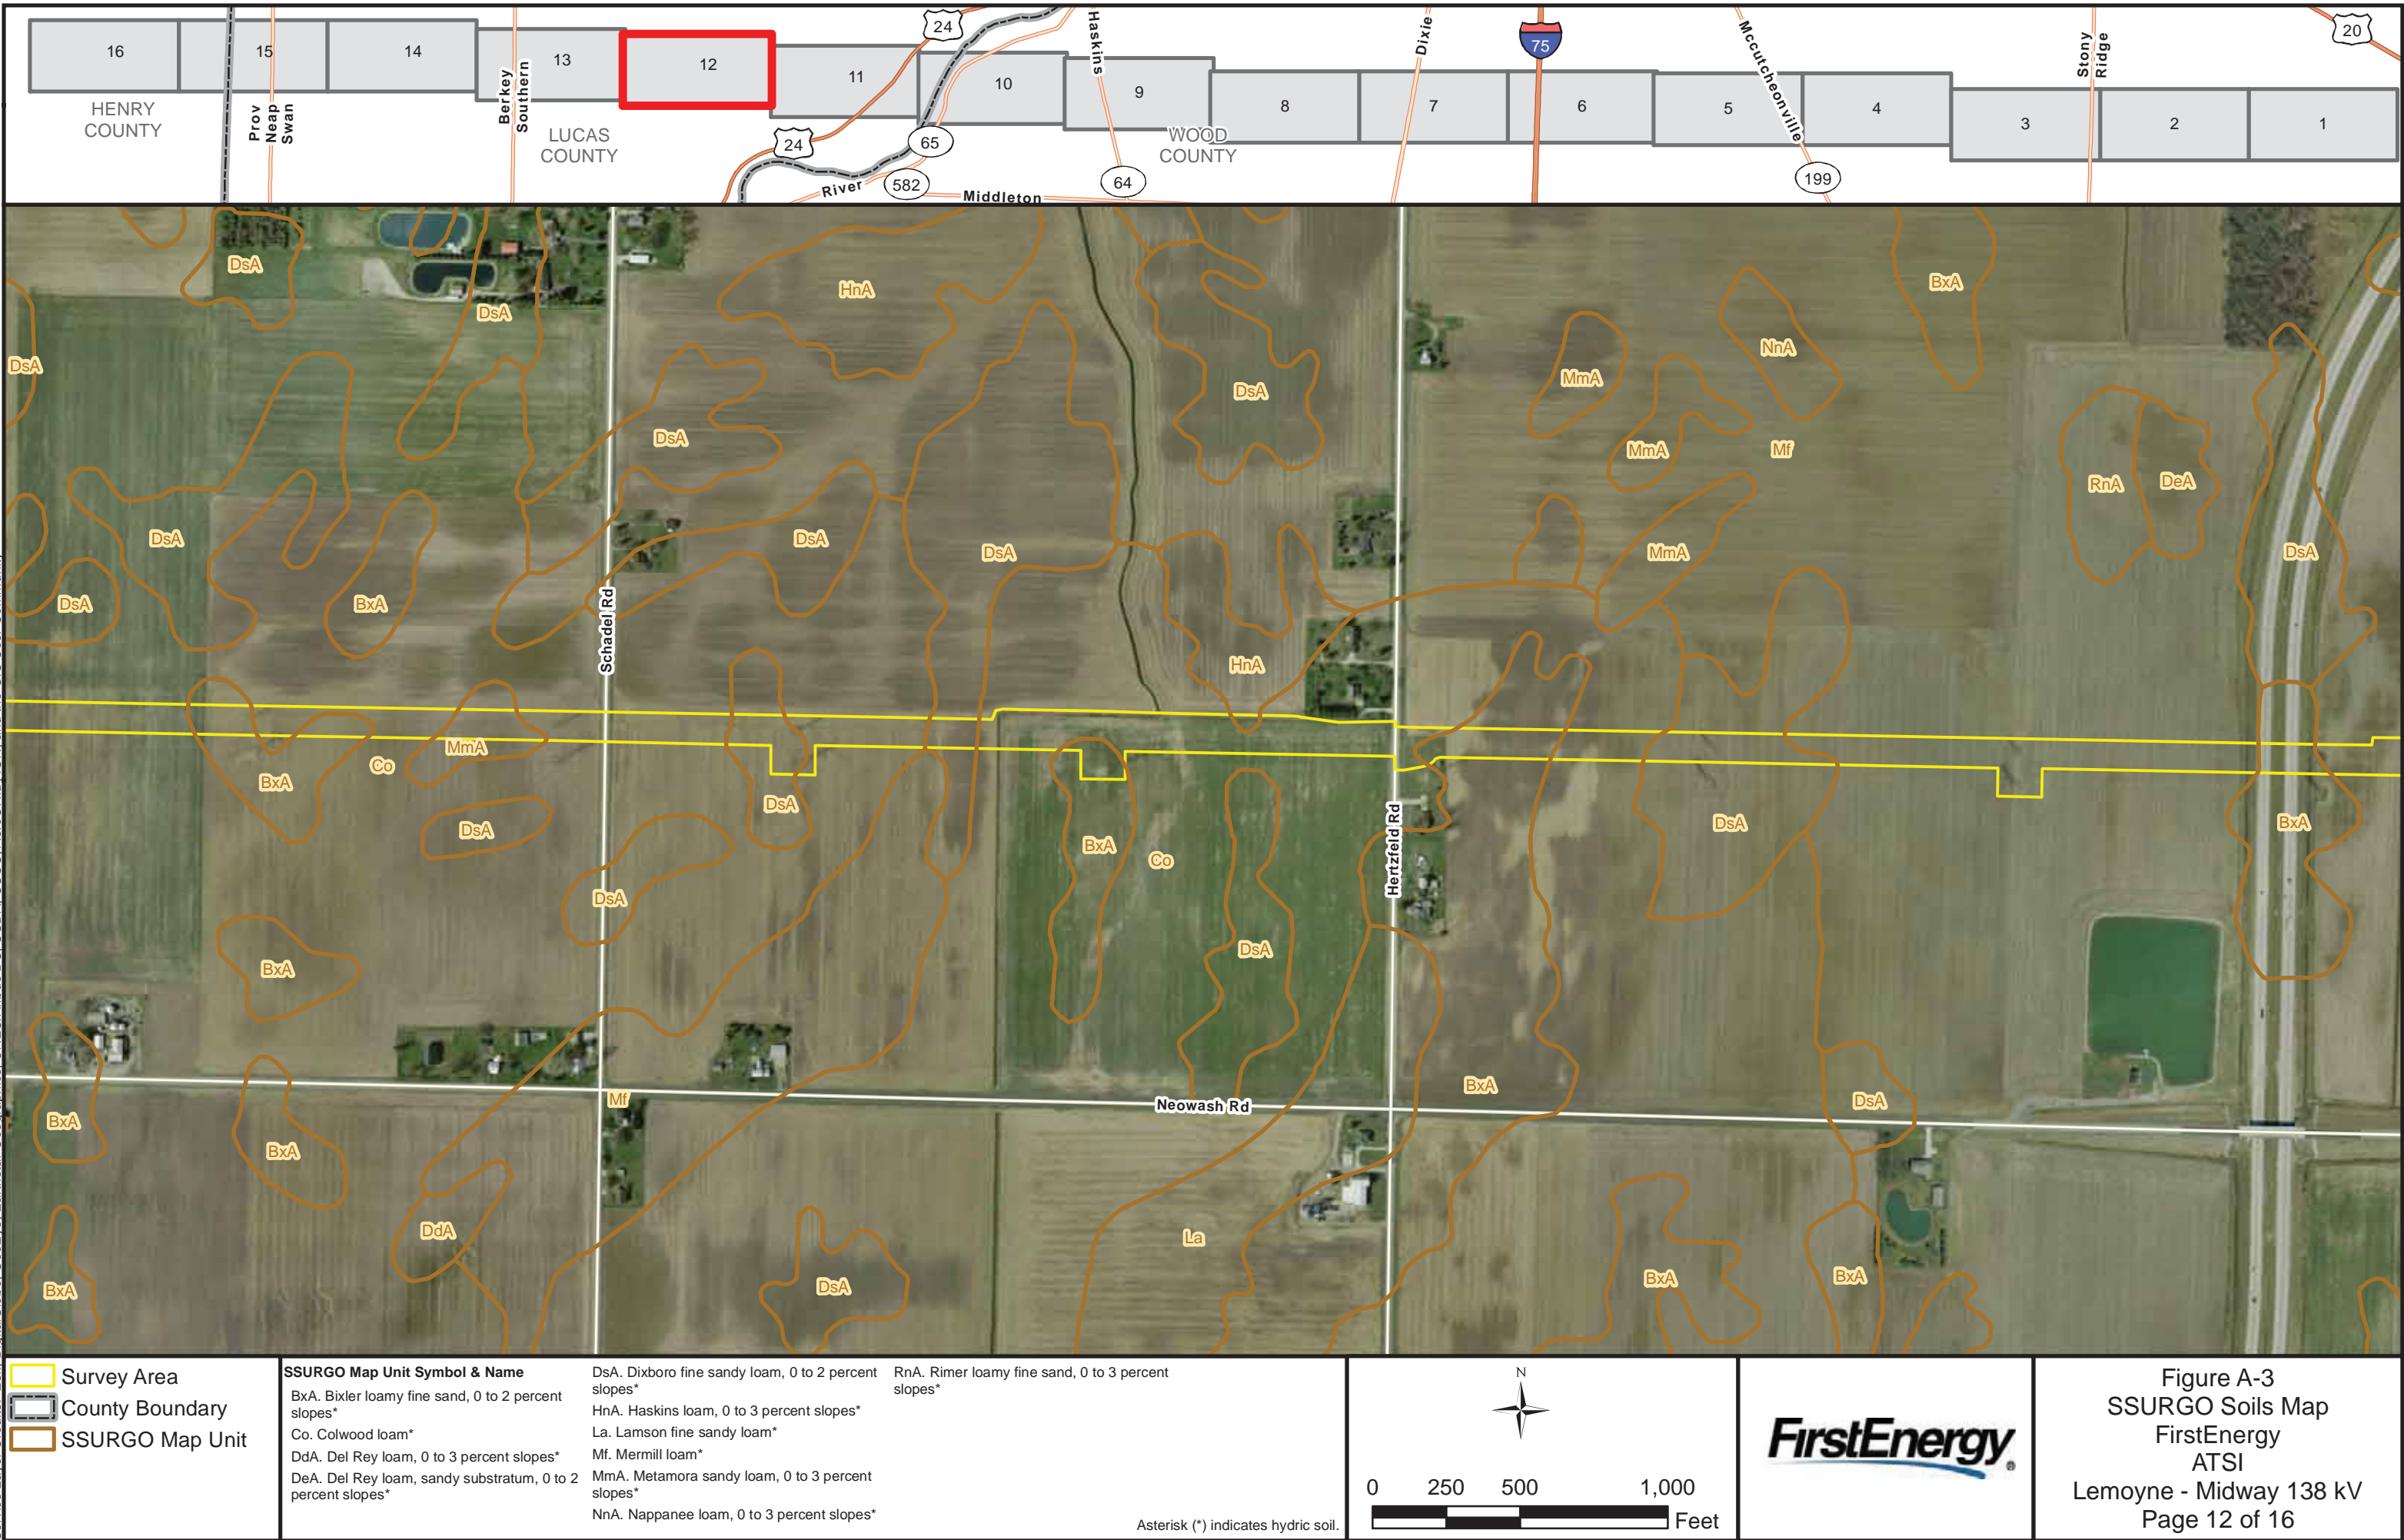 16
15
14
13
12
11
10
9
8
7
6
5
4
3
2
1
HENRY
COUNTY
Prov
Neap
Swan
Berkey
Southern
LUCAS
COUNTY
24
24
65
582
River
Middleton
Haskins
64
WOOD
COUNTY
Dixie
75
Mccutcheonville
199
Stony
Ridge
20
DsA
DsA
HnA
BxA
DsA
NnA
MmA
DsA
DsA
MmA
Mf
RnA
DeA
DsA
DsA
DsA
MmA
DsA
DsA
BxA
Schadel Rd
HnA
MmA
Co
BxA
DsA
DsA
DsA
BxA
Co
Hertzfeld Rd
DsA
BxA
DsA
DsA
BxA
BxA
Mf
Neowash Rd
BxA
DsA
BxA
DdA
La
BxA
DsA
BxA
BxA
Survey Area
County Boundary
SSURGO Map Unit
SSURGO Map Unit Symbol & Name
BxA. Bixler loamy fine sand, 0 to 2 percent
slopes*
Co. Colwood loam*
DdA. Del Rey loam, 0 to 3 percent slopes*
DeA. Del Rey loam, sandy substratum, 0 to 2
percent slopes*
DsA. Dixboro fine sandy loam, 0 to 2 percent
slopes*
HnA. Haskins loam, 0 to 3 percent slopes*
La. Lamson fine sandy loam*
Mf. Mermill loam*
MmA. Metamora sandy loam, 0 to 3 percent
slopes*
NnA. Nappanee loam, 0 to 3 percent slopes*
RnA. Rimer loamy fine sand, 0 to 3 percent
slopes*
Asterisk (*) indicates hydric soil.
N
0 250 500 1,000
Feet
FirstEnergy®
Figure A-3
SSURGO Soils Map
FirstEnergy
ATSI
Lemoyne - Midway 138 kV
Page 12 of 16